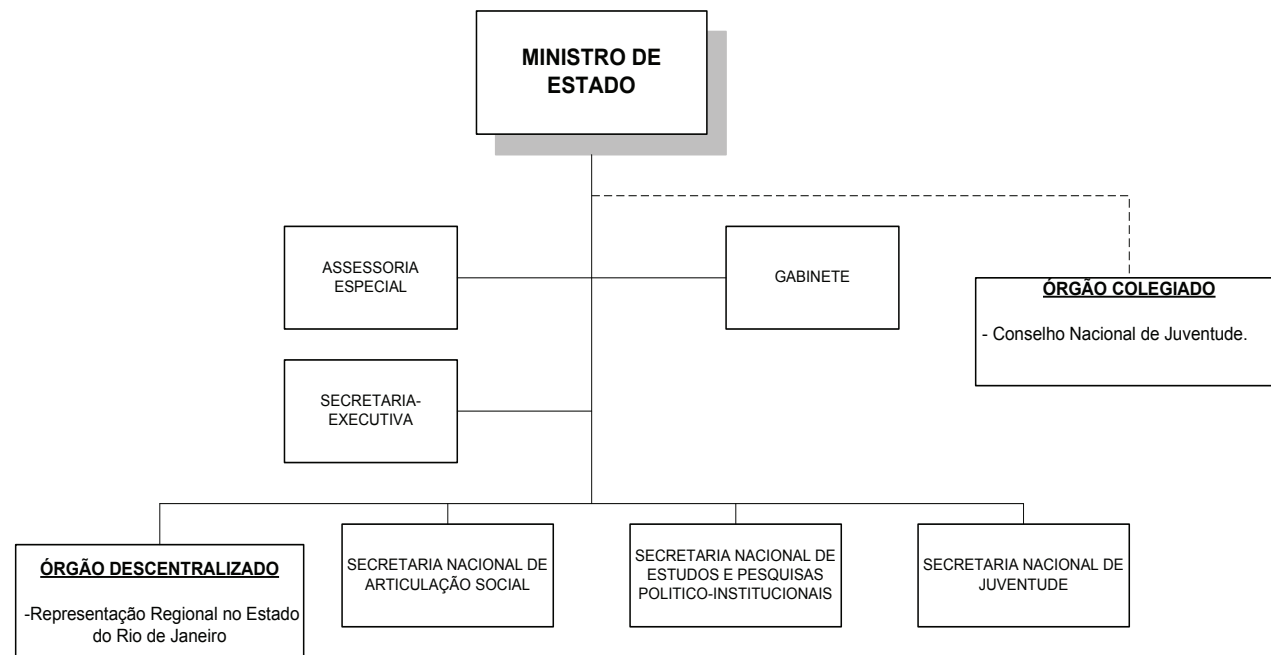 MINISTRO DE
ESTADO
ASSESSORIA
ESPECIAL
GABINETE
ÓRGÃO COLEGIADO
- Conselho Nacional de Juventude.
SECRETARIA-
EXECUTIVA
ÓRGÃO DESCENTRALIZADO
-Representação Regional no Estado
do Rio de Janeiro
SECRETARIA NACIONAL DE
ARTICULAÇÃO SOCIAL
SECRETARIA NACIONAL DE
ESTUDOS E PESQUISAS
POLITICO-INSTITUCIONAIS
SECRETARIA NACIONAL DE
JUVENTUDE